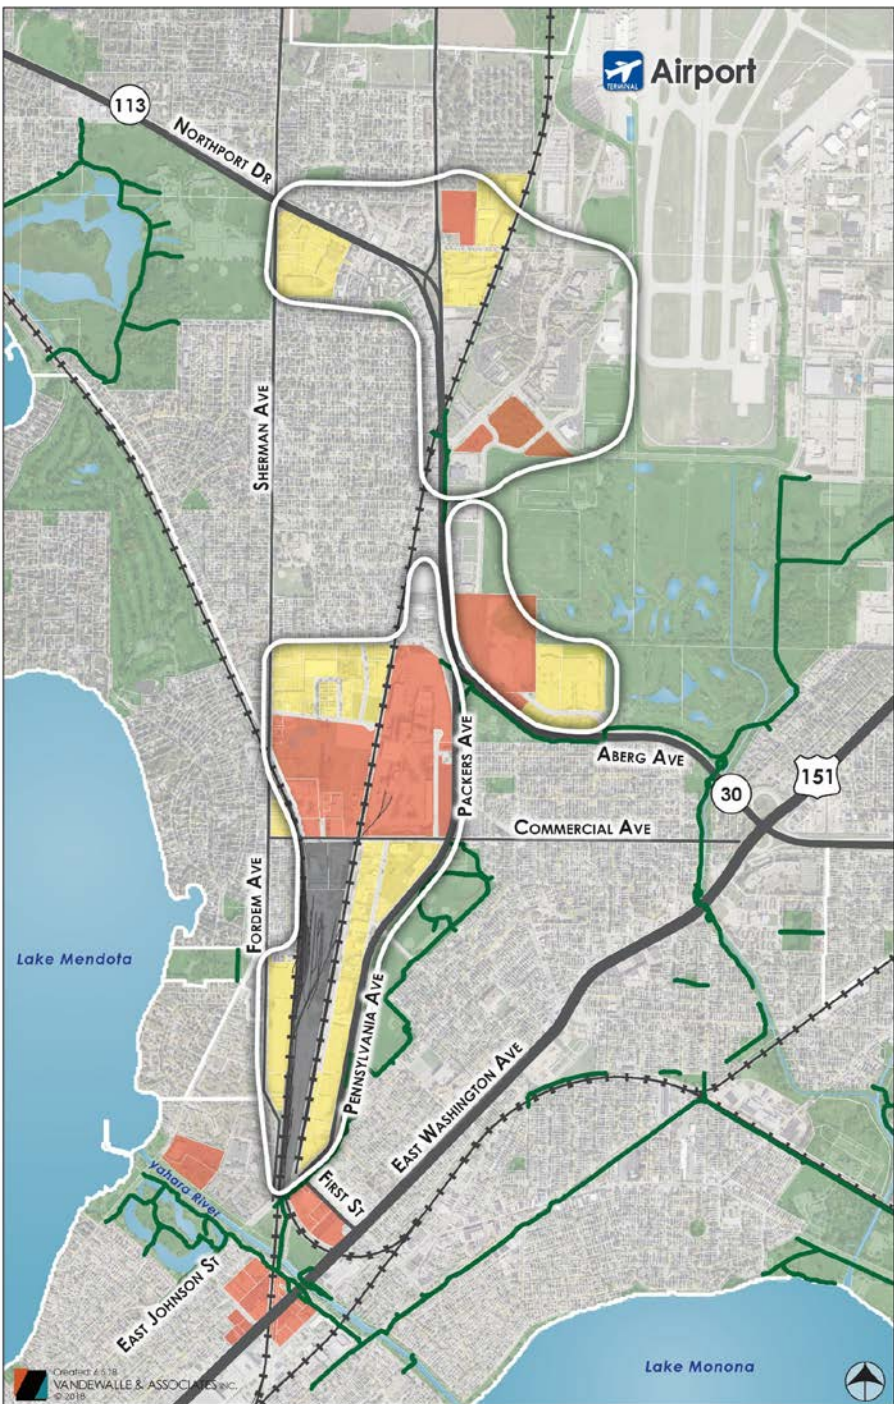 Airport
TERMINAL
113
NORTHPORT DR
SHERMAN AVE
PACKERS AVE
ABERG AVE
151
30
COMMERCIAL AVE
FORDEM AVE
Lake Mendota
PENNSYLVANIA AVE
EAST WASHINGTON AVE
FIRST ST
Yahara River
EAST JOHNSON ST
Lake Monona
Created: 6.5.18
VANDEWALLE & ASSOCIATES INC.
© 2018